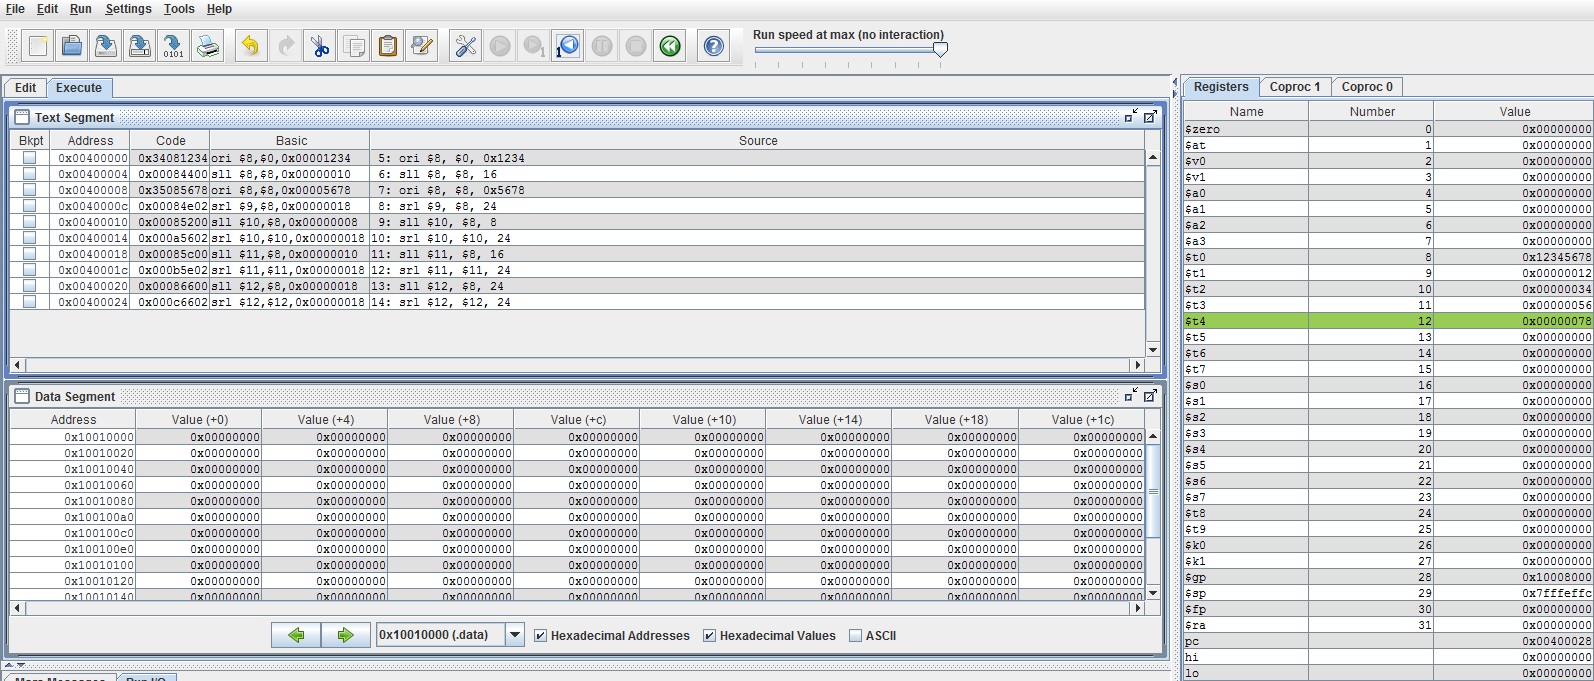 File Edit Run Settings Tools Help
Run speed at max (no interaction)
Edit Execute
Text Segment
Bkpt Address Code Basic Source
0x00400000 0x34081234 ori $8,$0,0x00001234 5: ori $8, $0, 0x1234
0x00400004 0x00084400 sll $8,$8,0x00000010 6: sll $8, $8, 16
0x00400008 0x35085678 ori $8,$8,0x00005678 7: ori $8, $8, 0x5678
0x0040000c 0x00084e02 srl $9,$8,0x00000018 8: srl $9, $8, 24
0x00400010 0x00085200 sll $10,$8,0x00000008 9: sll $10, $8, 8
0x00400014 0x000a5602 srl $10,$10,0x00000018 10: srl $10, $10, 24
0x00400018 0x00085c00 sll $11,$8,0x00000010 11: sll $11, $8, 16
0x0040001c 0x000b5e02 srl $11,$11,0x00000018 12: srl $11, $11, 24
0x00400020 0x00086600 sll $12,$8,0x00000018 13: sll $12, $8, 24
0x00400024 0x000c6602 srl $12,$12,0x00000018 14: srl $12, $12, 24
Data Segment
Address Value (+0) Value (+4) Value (+8) Value (+c) Value (+10) Value (+14) Value (+18) Value (+1c)
0x10010000 0x00000000 0x00000000 0x00000000 0x00000000 0x00000000 0x00000000 0x00000000 0x00000000
0x10010020 0x00000000 0x00000000 0x00000000 0x00000000 0x00000000 0x00000000 0x00000000 0x00000000
0x10010040 0x00000000 0x00000000 0x00000000 0x00000000 0x00000000 0x00000000 0x00000000 0x00000000
0x10010060 0x00000000 0x00000000 0x00000000 0x00000000 0x00000000 0x00000000 0x00000000 0x00000000
0x10010080 0x00000000 0x00000000 0x00000000 0x00000000 0x00000000 0x00000000 0x00000000 0x00000000
0x100100a0 0x00000000 0x00000000 0x00000000 0x00000000 0x00000000 0x00000000 0x00000000 0x00000000
0x100100c0 0x00000000 0x00000000 0x00000000 0x00000000 0x00000000 0x00000000 0x00000000 0x00000000
0x100100e0 0x00000000 0x00000000 0x00000000 0x00000000 0x00000000 0x00000000 0x00000000 0x00000000
0x10010100 0x00000000 0x00000000 0x00000000 0x00000000 0x00000000 0x00000000 0x00000000 0x00000000
0x10010120 0x00000000 0x00000000 0x00000000 0x00000000 0x00000000 0x00000000 0x00000000 0x00000000
0x10010140 0x00000000 0x00000000 0x00000000 0x00000000 0x00000000 0x00000000 0x00000000 0x00000000
0x10010000 (.data) Hexadecimal Addresses Hexadecimal Values ASCII
Registers Coproc 1 Coproc 0
Name Number Value
$zero 0 0x00000000
$at 1 0x00000000
$v0 2 0x00000000
$v1 3 0x00000000
$a0 4 0x00000000
$a1 5 0x00000000
$a2 6 0x00000000
$a3 7 0x00000000
$t0 8 0x12345678
$t1 9 0x00000012
$t2 10 0x00000034
$t3 11 0x00000056
$t4 12 0x00000078
$t5 13 0x00000000
$t6 14 0x00000000
$t7 15 0x00000000
$s0 16 0x00000000
$s1 17 0x00000000
$s2 18 0x00000000
$s3 19 0x00000000
$s4 20 0x00000000
$s5 21 0x00000000
$s6 22 0x00000000
$s7 23 0x00000000
$t8 24 0x00000000
$t9 25 0x00000000
$k0 26 0x00000000
$k1 27 0x00000000
$gp 28 0x10008000
$sp 29 0x7fffeffc
$fp 30 0x00000000
$ra 31 0x00000000
pc 0x00400028
hi 0x00000000
lo 0x00000000